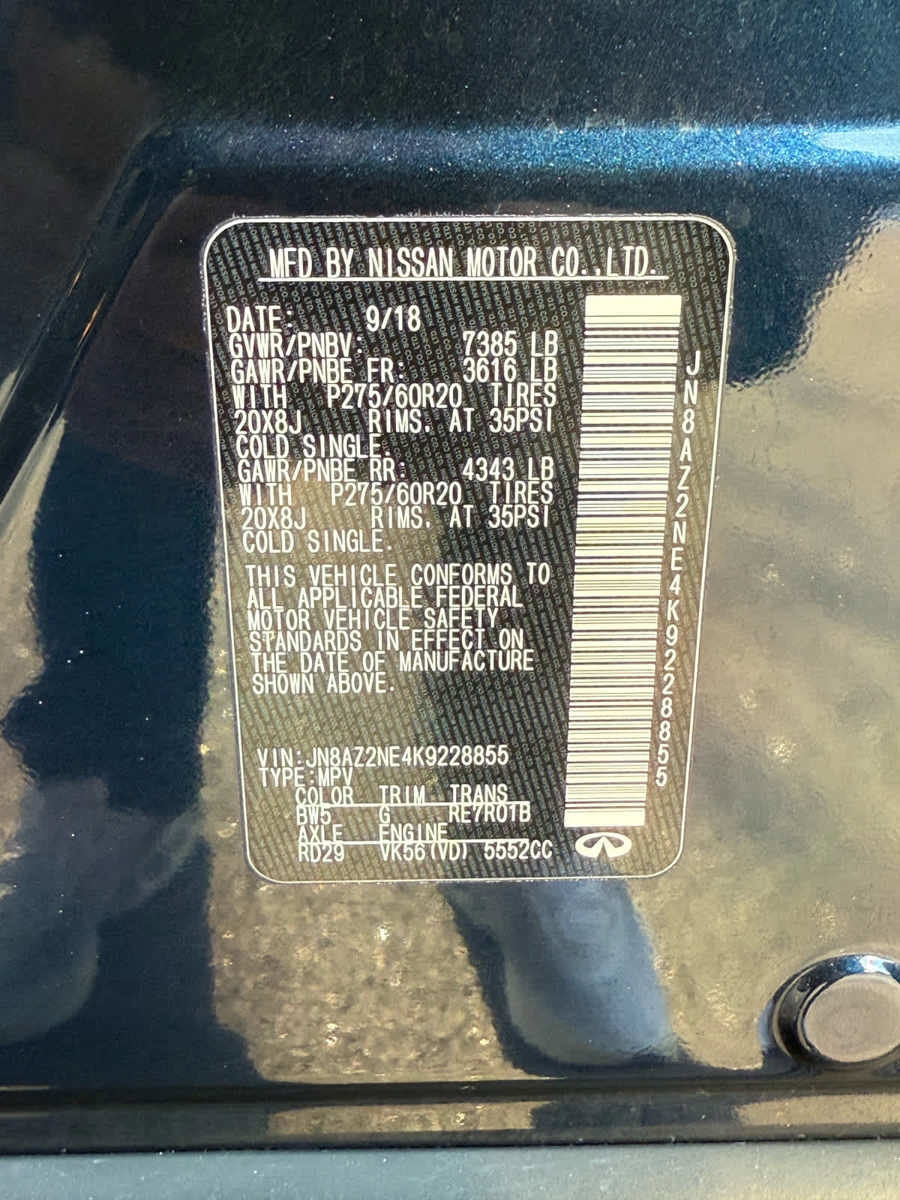 MFD BY NISSAN MOTOR CO.,LTD.
DATE: 9/18
GVWR/PNBV: 7385 LB
GAWR/PNBE FR: 3616 LB
WITH P275/60R20 TIRES
20X8J RIMS, AT 35PSI
COLD SINGLE.
GAWR/PNBE RR: 4343 LB
WITH P275/60R20 TIRES
20X8J RIMS, AT 35PSI
COLD SINGLE.
THIS VEHICLE CONFORMS TO
ALL APPLICABLE FEDERAL
MOTOR VEHICLE SAFETY
STANDARDS IN EFFECT ON
THE DATE OF MANUFACTURE
SHOWN ABOVE.
VIN:JN8AZ2NE4K9228855
TYPE:MPV
COLOR TRIM TRANS
BW5 G RE7R01B
AXLE ENGINE
RD29 VK56(VD) 5552CC
JN8AZ2NE4K9228855